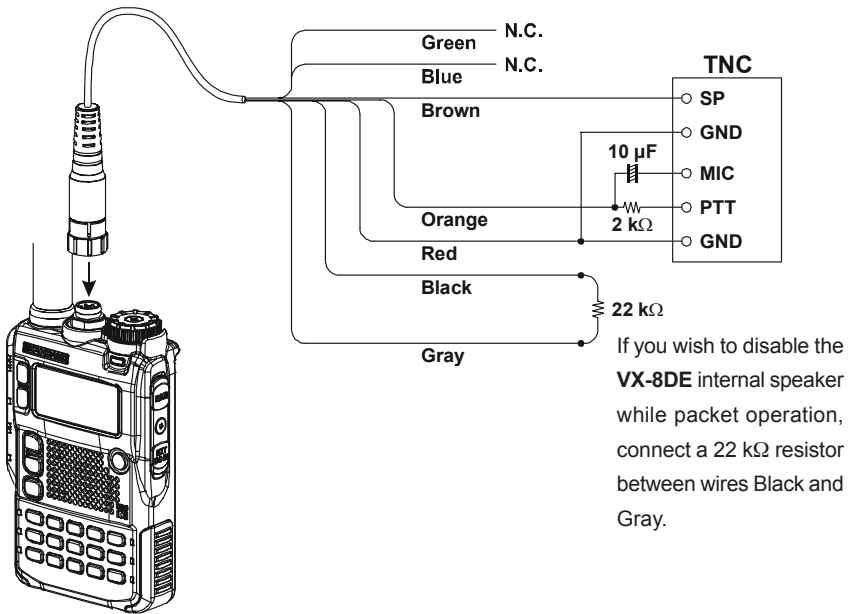 Green
N.C.
Blue
N.C.
Brown
TNC
SP
GND
10 µF
MIC
PTT
2 kΩ
Orange
GND
Red
Black
22 kΩ
Gray
If you wish to disable the
VX-8DE internal speaker
while packet operation,
connect a 22 kΩ resistor
between wires Black and
Gray.